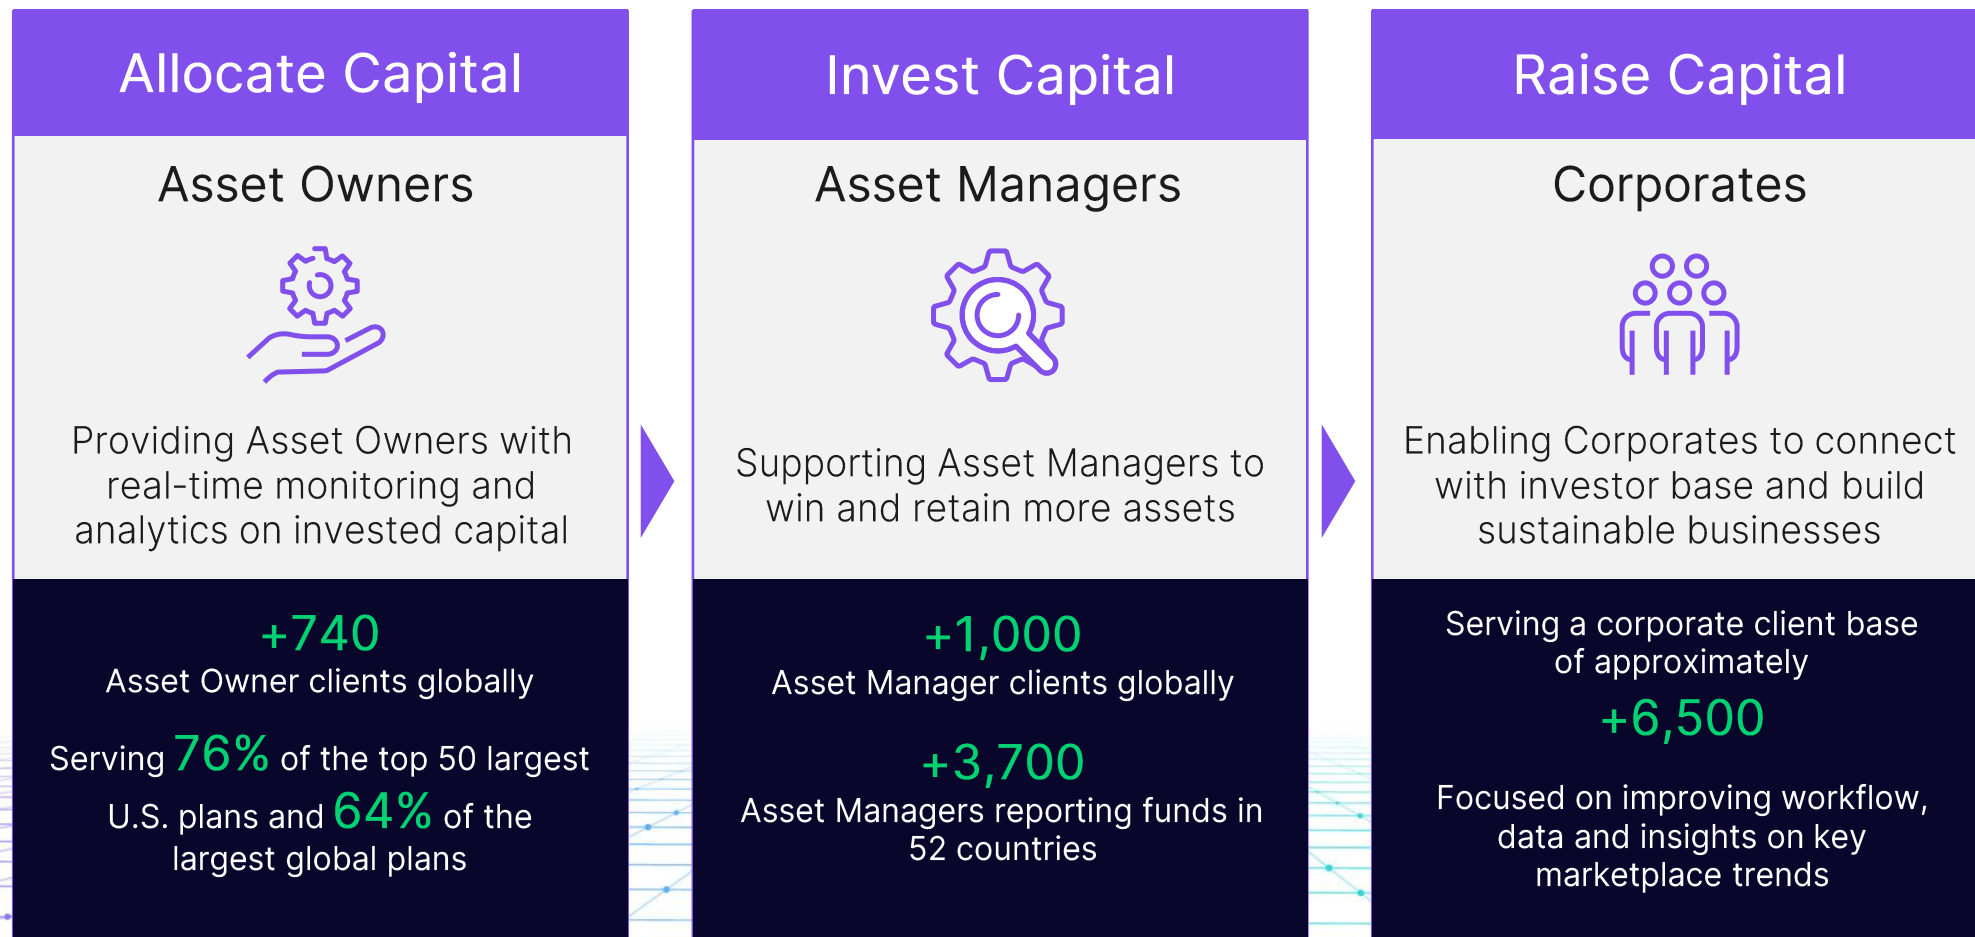 Allocate Capital
Asset Owners
Providing Asset Owners with
real-time monitoring and
analytics on invested capital
+740
Asset Owner clients globally
Serving 76% of the top 50 largest
U.S. plans and 64% of the
largest global plans
Invest Capital
Asset Managers
Supporting Asset Managers to
win and retain more assets
+1,000
Asset Manager clients globally
+3,700
Asset Managers reporting funds in
52 countries
Raise Capital
Corporates
Enabling Corporates to connect
with investor base and build
sustainable businesses
Serving a corporate client base
of approximately
+6,500
Focused on improving workflow,
data and insights on key
marketplace trends